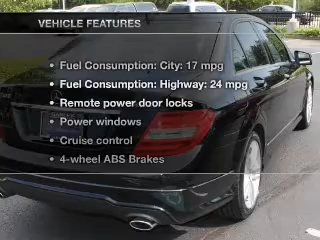 VEHICLE FEATURES
• Fuel Consumption: City: 17 mpg
• Fuel Consumption: Highway: 24 mpg
• Remote power door locks
• Power windows
• Cruise control
• 4-wheel ABS Brakes